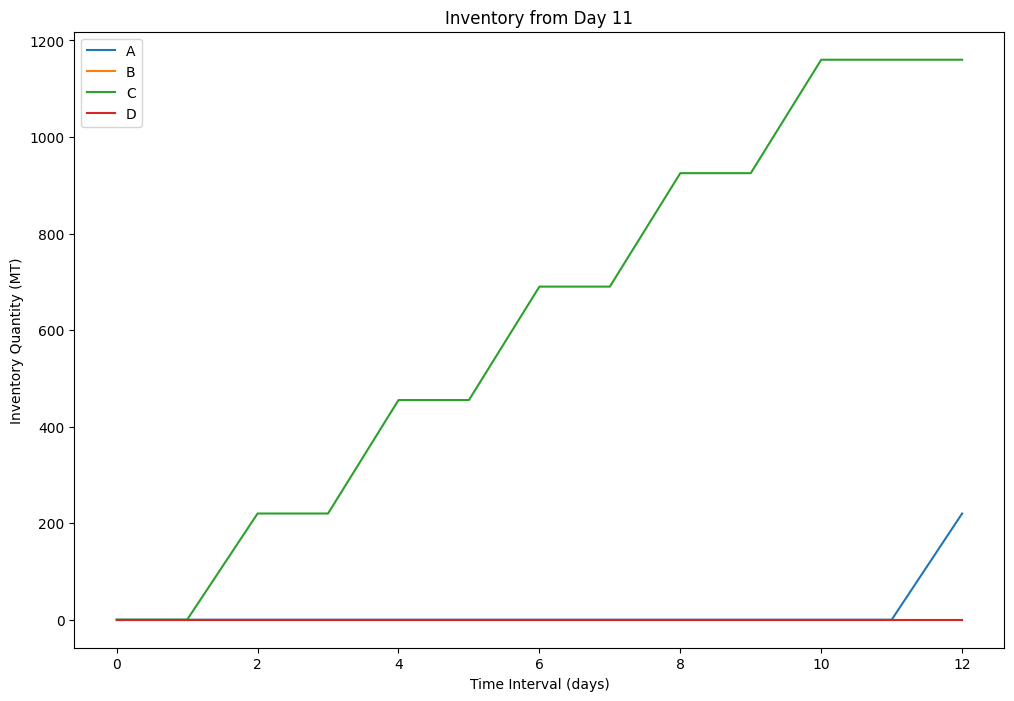 Inventory from Day 11
A
B
C
D
Inventory Quantity (MT)
1200
1000
800
600
400
200
0
0 2 4 6 8 10 12
Time Interval (days)